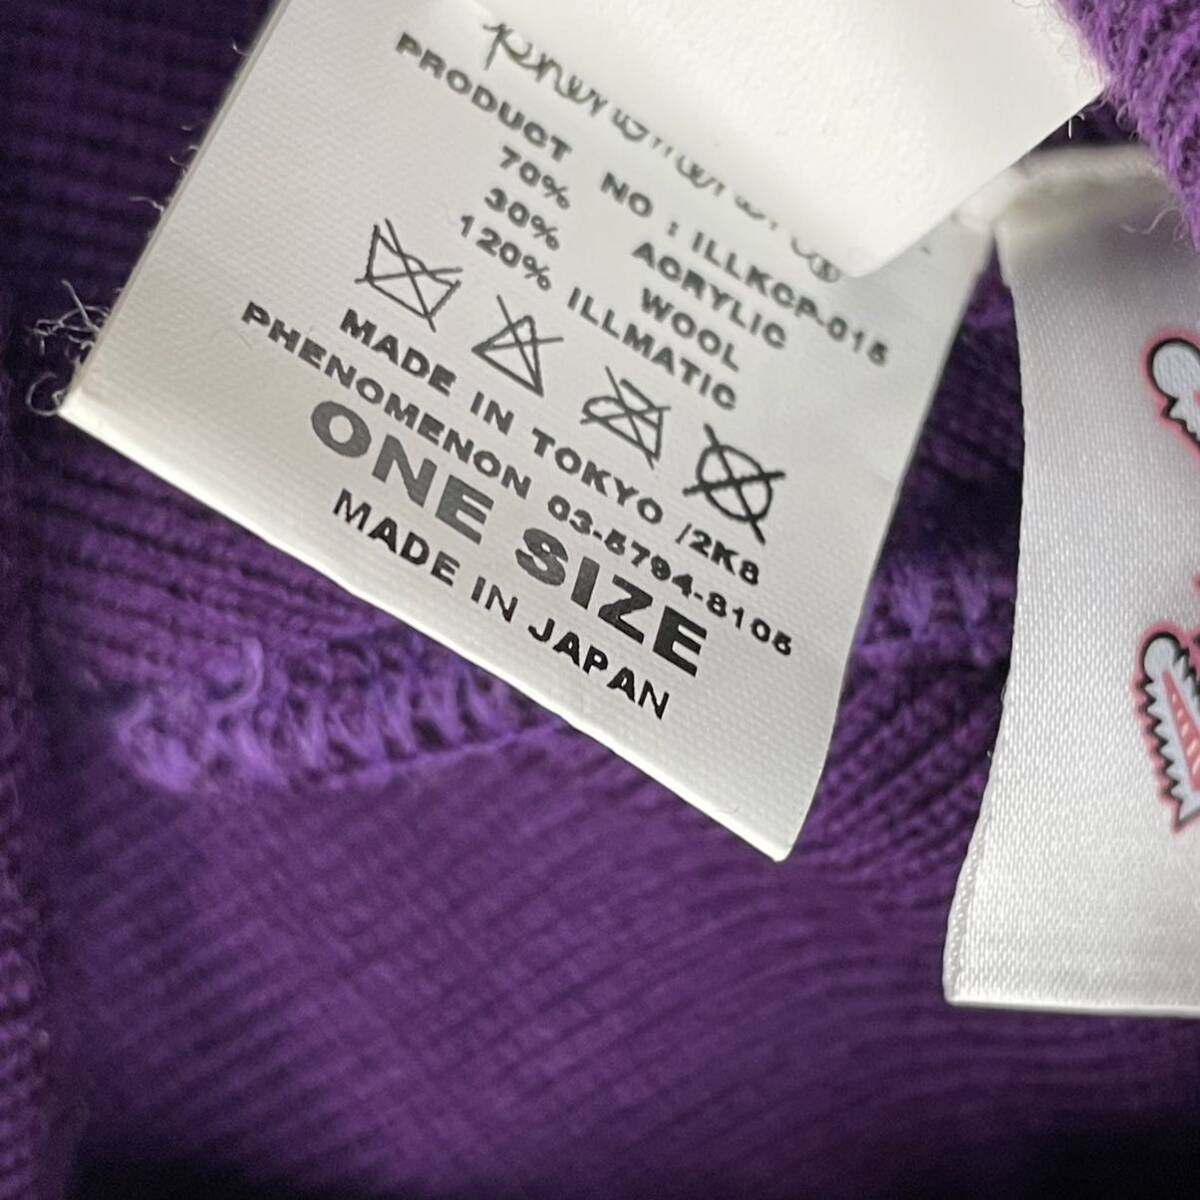 PRODUCT NO : ILLKCP-015
70% ACRYLIC
30% WOOL
120% ILLMATIC
MADE IN TOKYO /2K8
PHENOMENON 03-5794-8105
ONE SIZE
MADE IN JAPAN